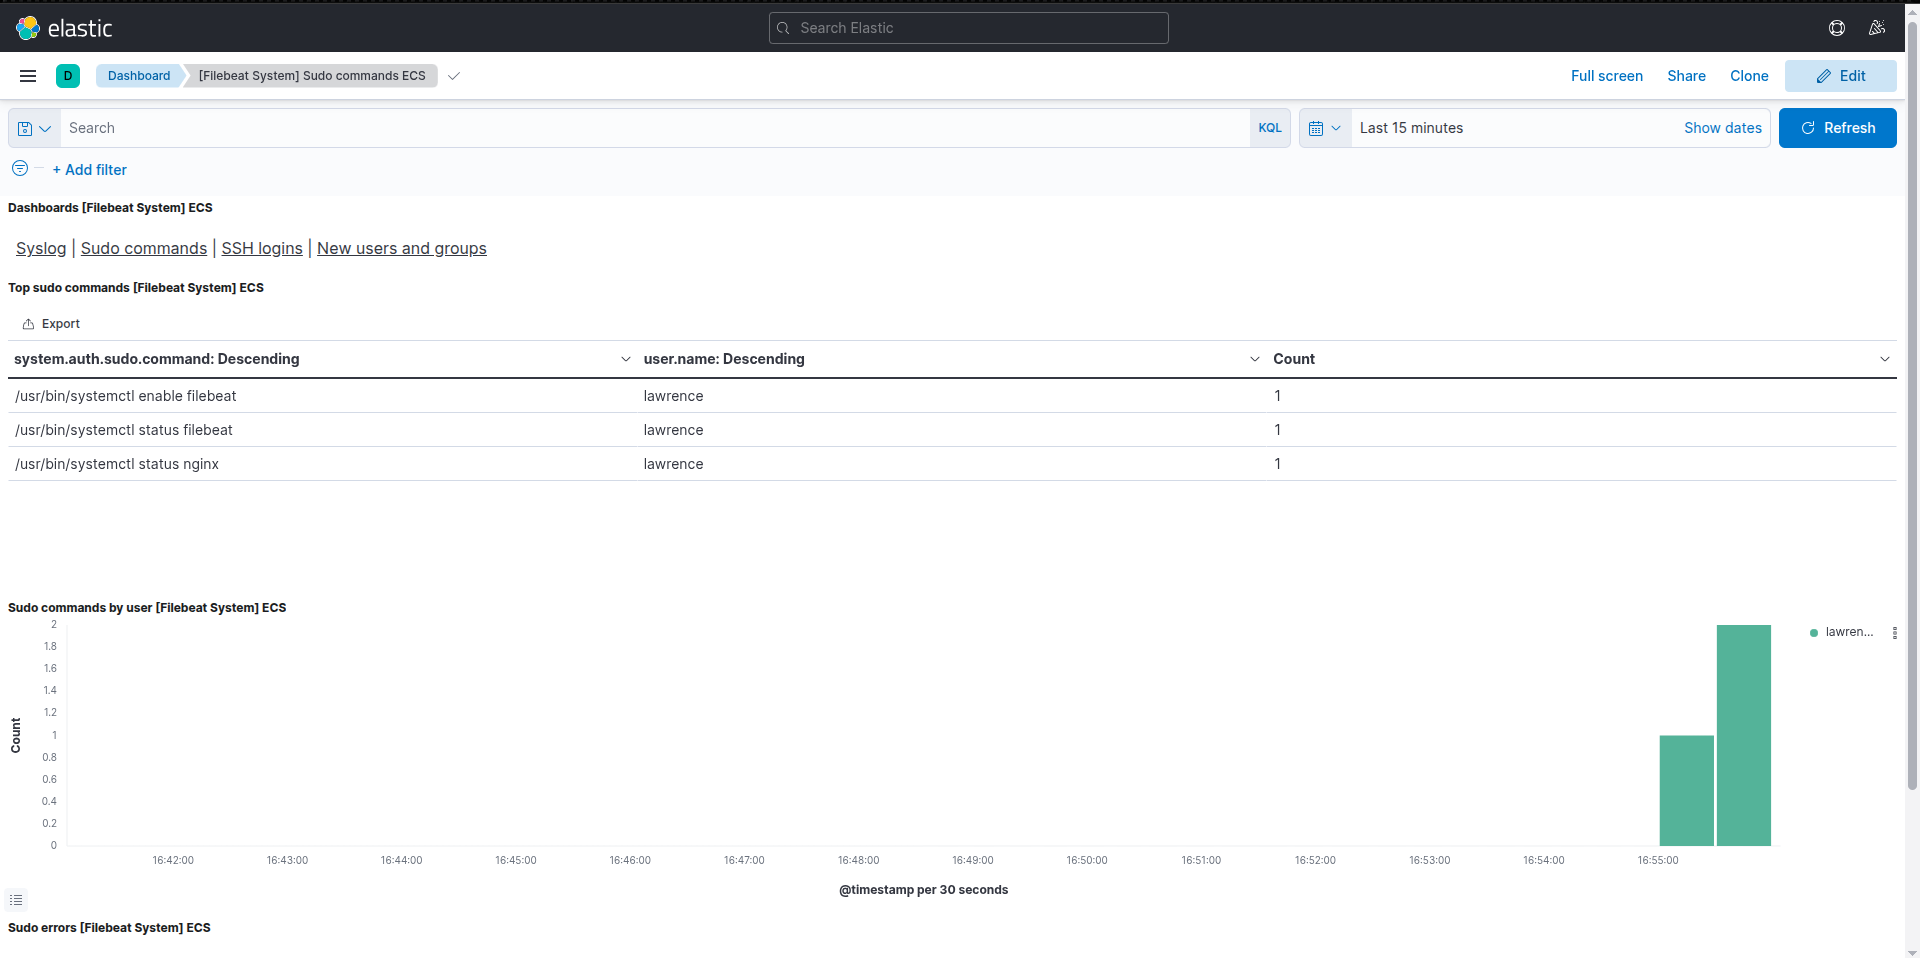 elastic
Search Elastic
D Dashboard [Filebeat System] Sudo commands ECS Full screen Share Clone Edit
Search KQL Last 15 minutes Show dates Refresh
+ Add filter
Dashboards [Filebeat System] ECS
Syslog | Sudo commands | SSH logins | New users and groups
Top sudo commands [Filebeat System] ECS
Export
system.auth.sudo.command: Descending user.name: Descending Count
/usr/bin/systemctl enable filebeat lawrence 1
/usr/bin/systemctl status filebeat lawrence 1
/usr/bin/systemctl status nginx lawrence 1
Sudo commands by user [Filebeat System] ECS
2
1.8
1.6
1.4
1.2
1
0.8
0.6
0.4
0.2
0
Count
lawren...
16:42:00 16:43:00 16:44:00 16:45:00 16:46:00 16:47:00 16:48:00 16:49:00 16:50:00 16:51:00 16:52:00 16:53:00 16:54:00 16:55:00
@timestamp per 30 seconds
Sudo errors [Filebeat System] ECS